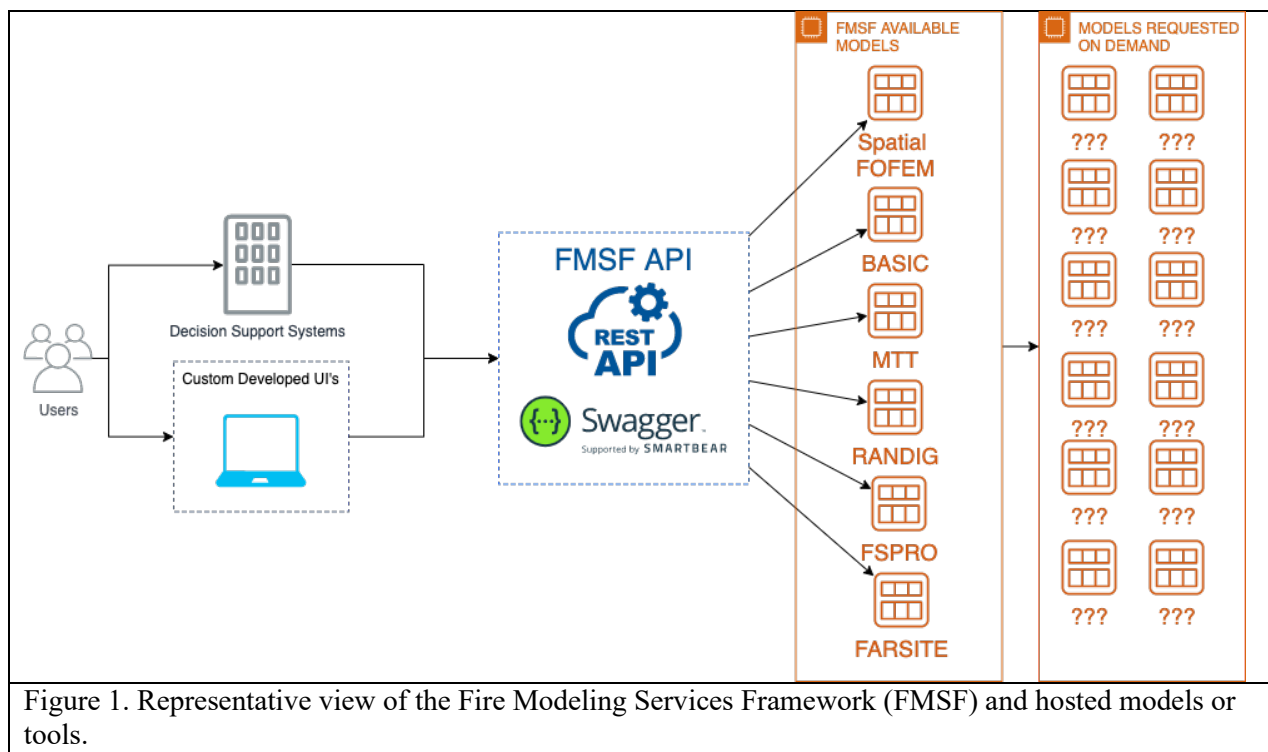 Users
Decision Support Systems
Custom Developed UI's
FMSF API
REST
API
{···} Swagger™
Supported by SMARTBEAR
FMSF AVAILABLE
MODELS
Spatial
FOFEM
BASIC
MTT
RANDIG
FSPRO
FARSITE
MODELS REQUESTED
ON DEMAND
??? ???
??? ???
??? ???
??? ???
??? ???
??? ???
Figure 1. Representative view of the Fire Modeling Services Framework (FMSF) and hosted models or
tools.